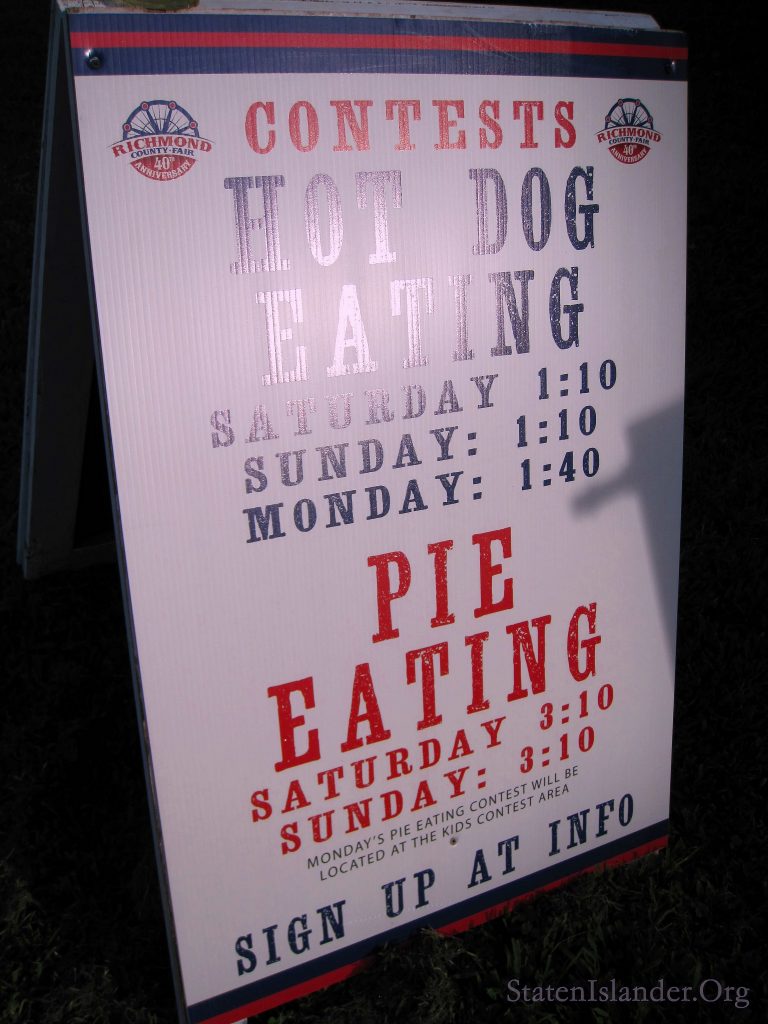 CONTESTS
RICHMOND
COUNTY·FAIR
40TH
ANNIVERSARY
RICHMOND
COUNTY·FAIR
40TH
ANNIVERSARY
HOT DOG
EATING
SATURDAY 1:10
SUNDAY: 1:10
MONDAY: 1:40
PIE
EATING
SATURDAY 3:10
SUNDAY: 3:10
MONDAY'S PIE EATING CONTEST WILL BE
LOCATED AT THE KIDS CONTEST AREA
SIGN UP AT INFO
StatenIslander.Org